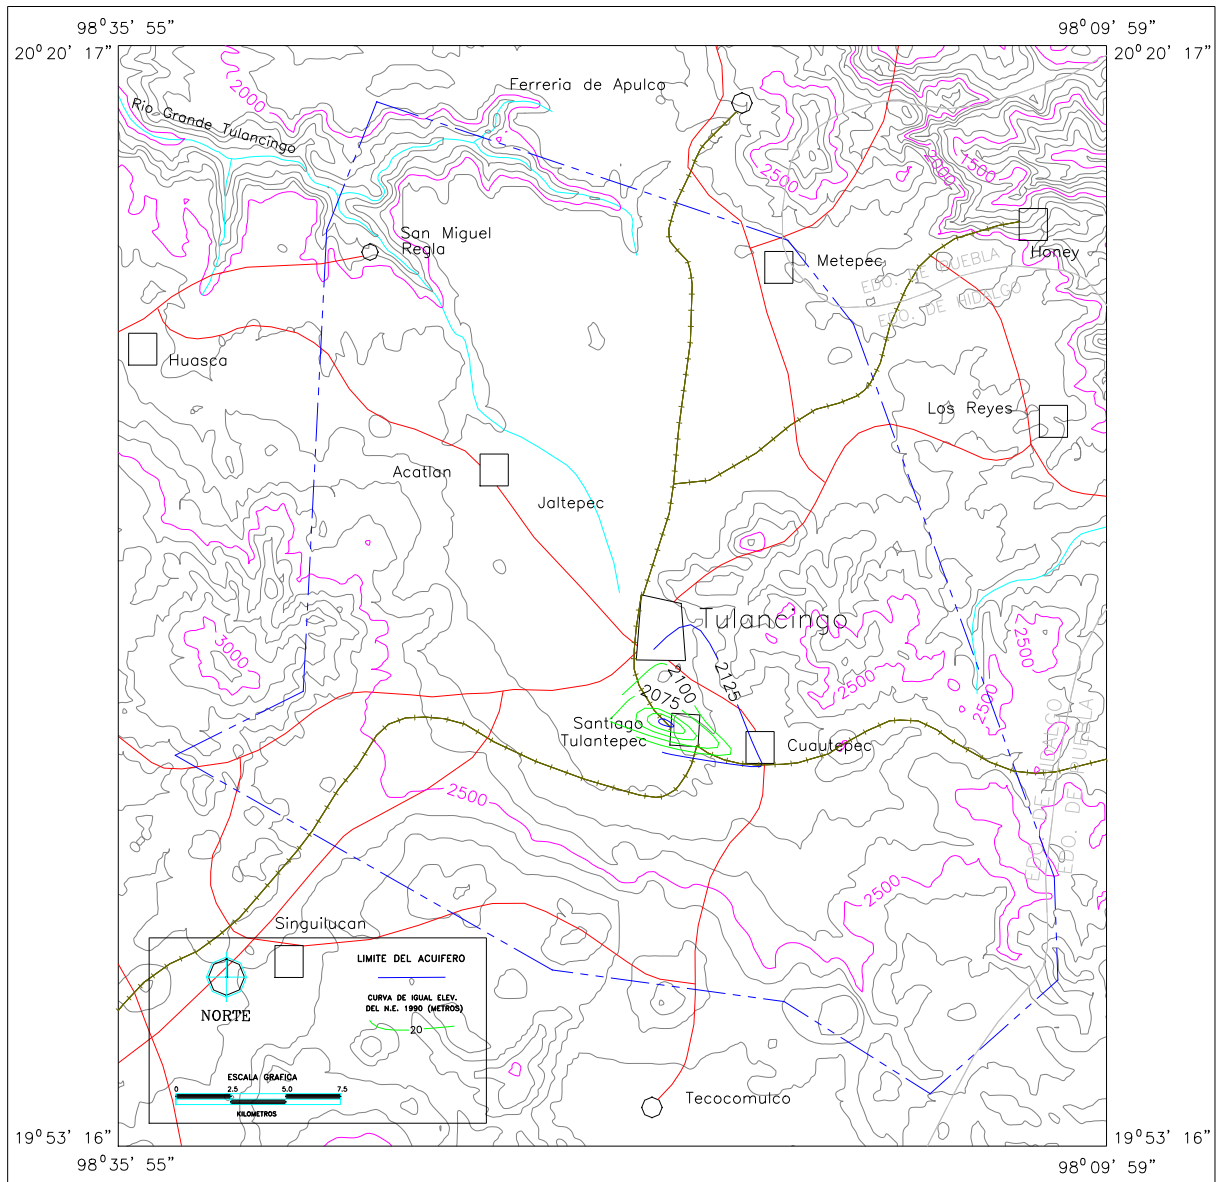 98° 35' 55"
98° 09' 59"
20° 20' 17"
20° 20' 17"
2000
Ferreria de Apulco
Rio Grande Tulancingo
2500
2000
1500
San Miguel
Regla
Metepec
Honey
EDO. DE PUEBLA
EDO. DE HIDALGO
Huasca
Los Reyes
Acatlan
Jaltepec
Tulancingo
3000
2500
2500
2500
2100
2125
2075
Santiago
Tulantepec
Cuautepec
EDO. DE HIDALGO
EDO. DE PUEBLA
2500
2500
Singuilucan
LIMITE DEL ACUIFERO
CURVA DE IGUAL ELEV.
DEL N.E. 1990 (METROS)
20
NORTE
ESCALA GRAFICA
0 2.5 5.0 7.5
KILOMETROS
Tecocomulco
19° 53' 16"
19° 53' 16"
98° 35' 55"
98° 09' 59"